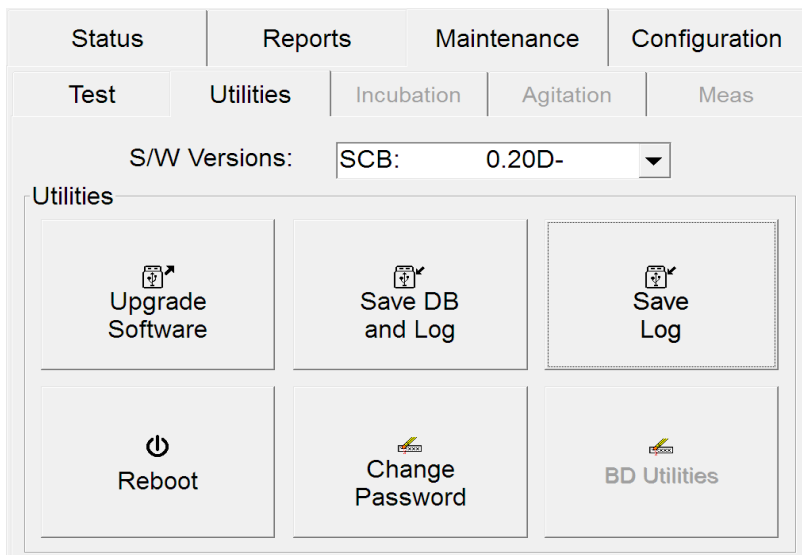 Status Reports Maintenance Configuration
Test Utilities Incubation Agitation Meas
S/W Versions: SCB: 0.20D-
Utilities
Upgrade
Software
Save DB
and Log
Save
Log
Reboot
Change
Password
BD Utilities